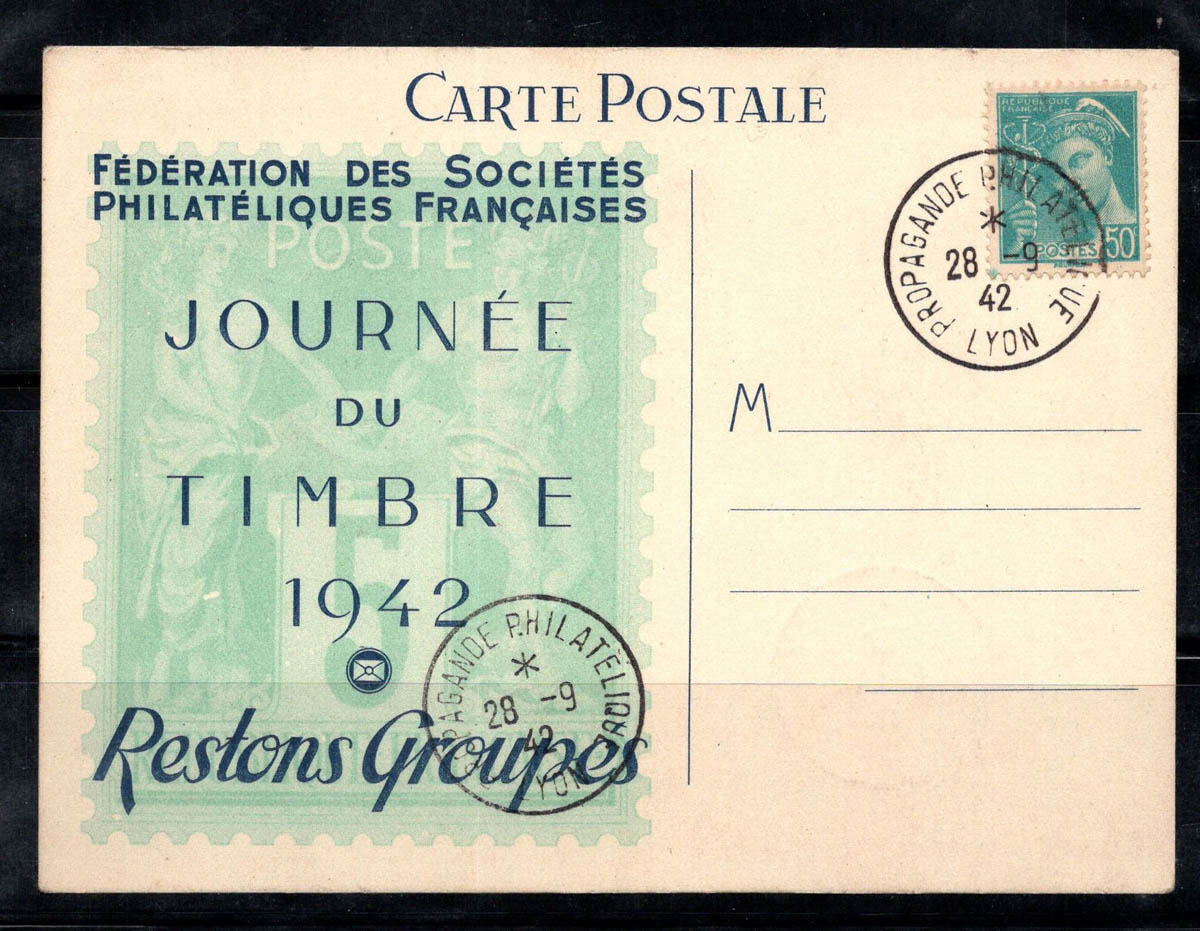 CARTE POSTALE
FÉDÉRATION DES SOCIÉTÉS
PHILATÉLIQUES FRANÇAISES
POSTE
JOURNÉE
DU
TIMBRE
1942
5
Restons Groupés
PROPAGANDE PHILATÉLIQUE
*
28 -9
42
LYON
RÉPUBLIQUE
FRANÇAISE
POSTES 50
PROPAGANDE PHILATÉLIQUE
*
28 -9
42
LYON
M